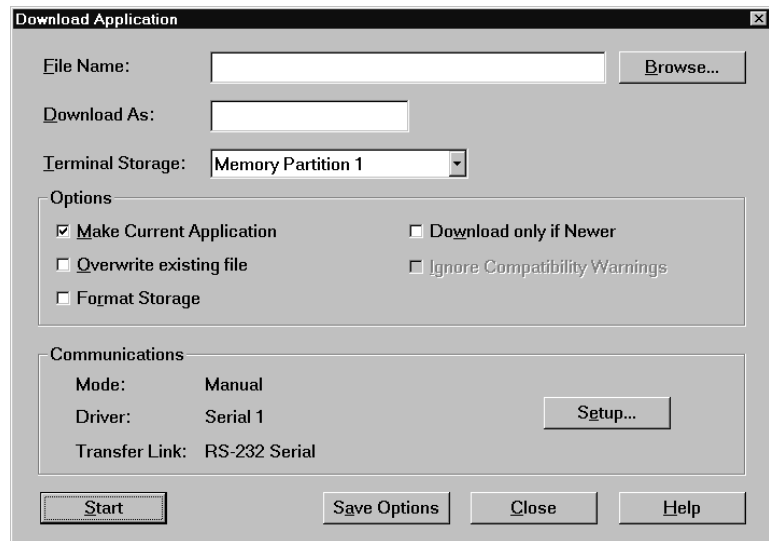 Download Application
File Name:
Browse...
Download As:
Terminal Storage:
Memory Partition 1
Options
Make Current Application
Download only if Newer
Overwrite existing file
Ignore Compatibility Warnings
Format Storage
Communications
Mode: Manual
Driver: Serial 1
Setup...
Transfer Link: RS-232 Serial
Start
Save Options
Close
Help